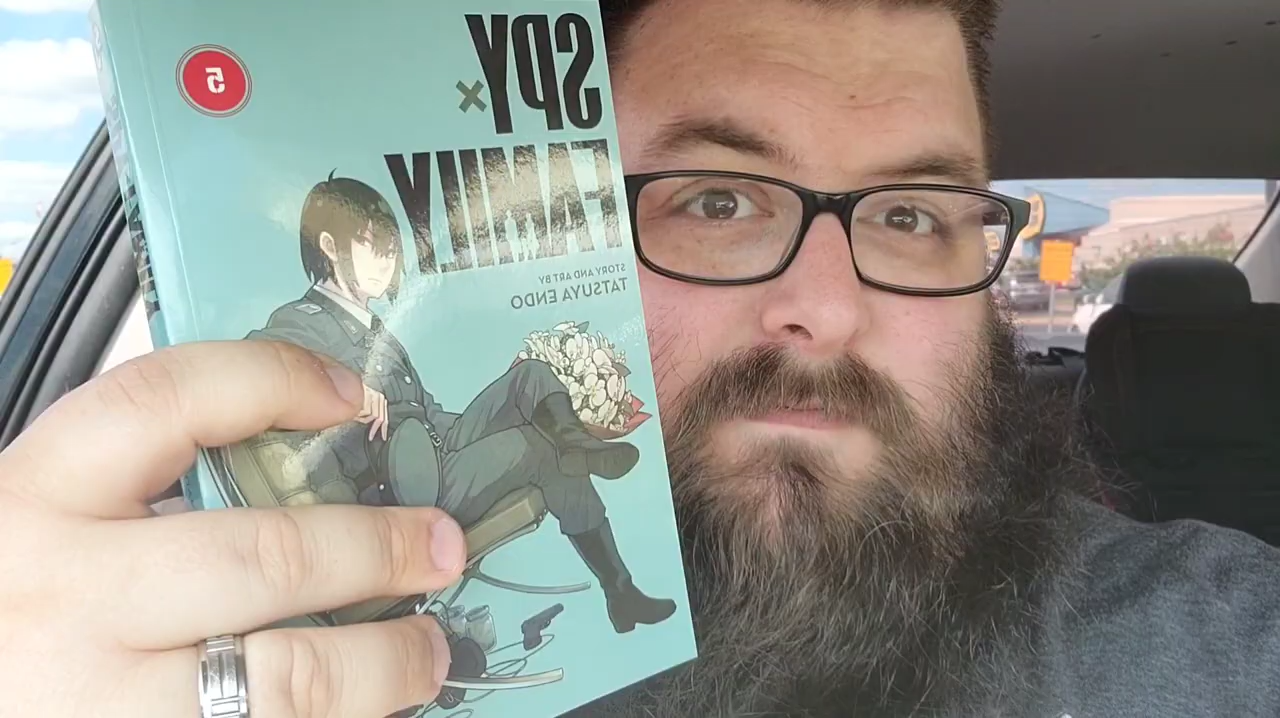 5
SPY
×
FAMILY
STORY AND ART BY
TATSUYA ENDO